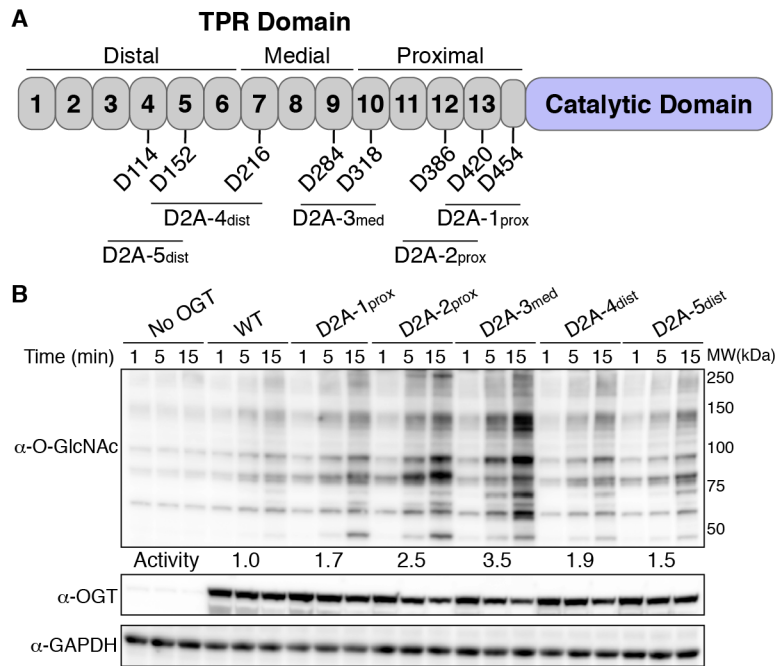 A
TPR Domain
Distal Medial Proximal
1 2 3 4 5 6 7 8 9 10 11 12 13 Catalytic Domain
D114 D152 D216 D284 D318 D386 D420 D454
D2A-4dist D2A-3med D2A-1prox
D2A-5dist D2A-2prox
B
No OGT WT D2A-1prox D2A-2prox D2A-3med D2A-4dist D2A-5dist
Time (min) 1 5 15 1 5 15 1 5 15 1 5 15 1 5 15 1 5 15 1 5 15 MW(kDa)
250
150
α-O-GlcNAc
100
75
50
Activity 1.0 1.7 2.5 3.5 1.9 1.5
α-OGT
α-GAPDH